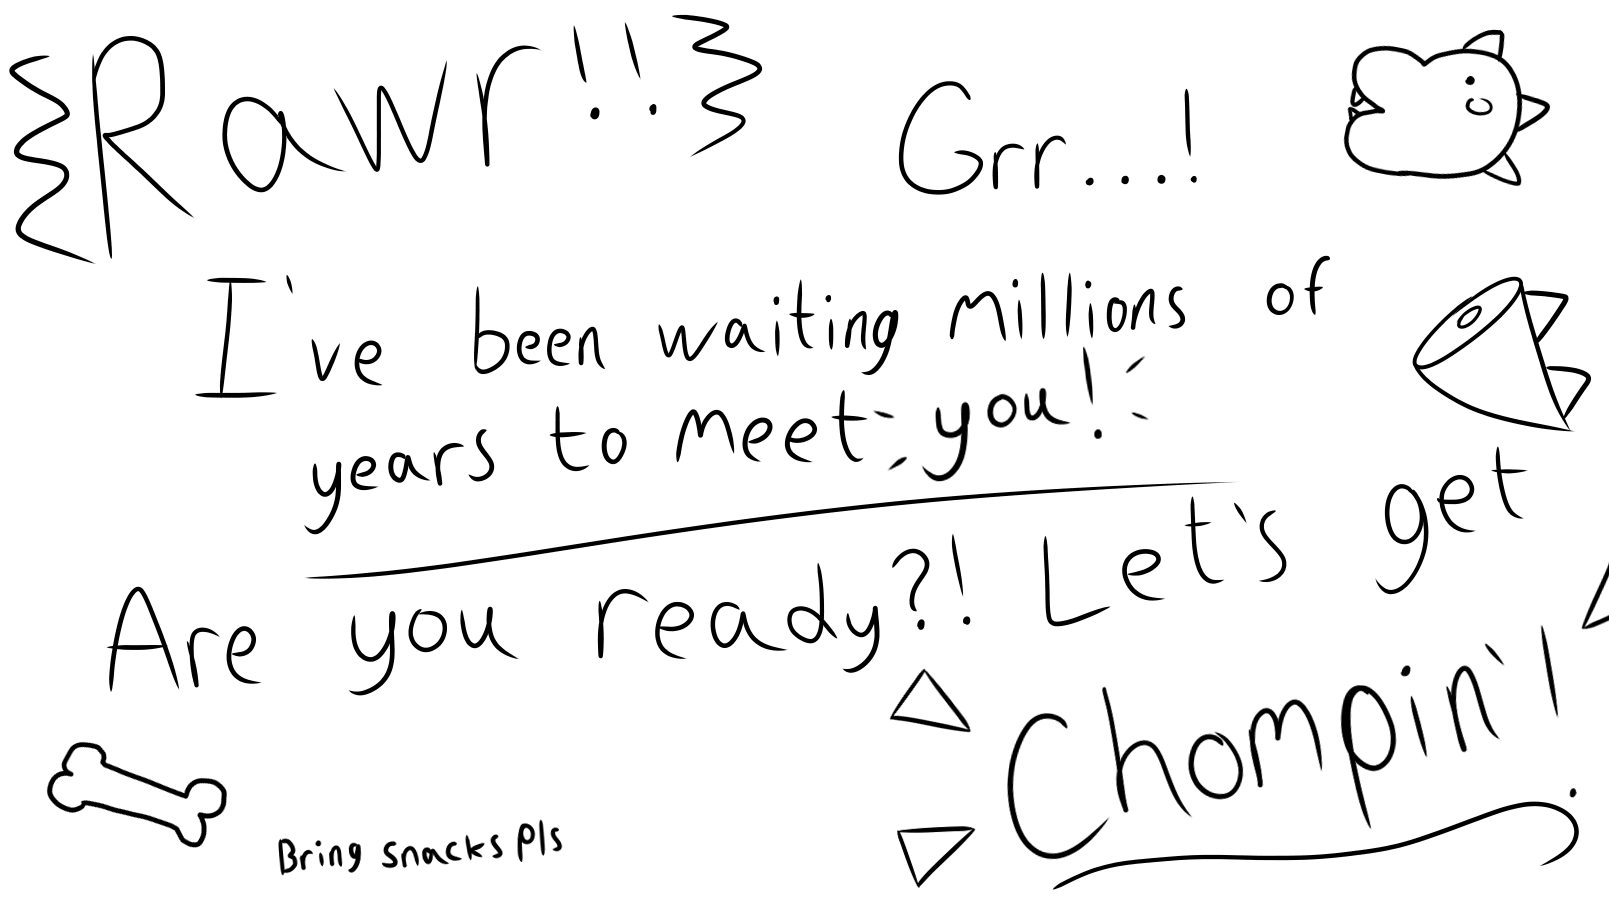 Rawr!! Grr...!
I've been waiting millions of
years to meet you!
Are you ready?! Let's get
Chompin'!
Bring snacks pls